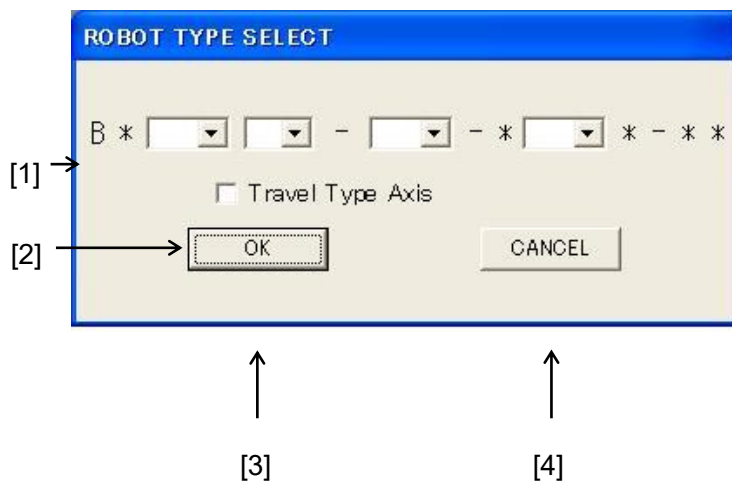 ROBOT TYPE SELECT
B * - - * * - * *
[1]
Travel Type Axis
[2]
OK
CANCEL
[3]
[4]